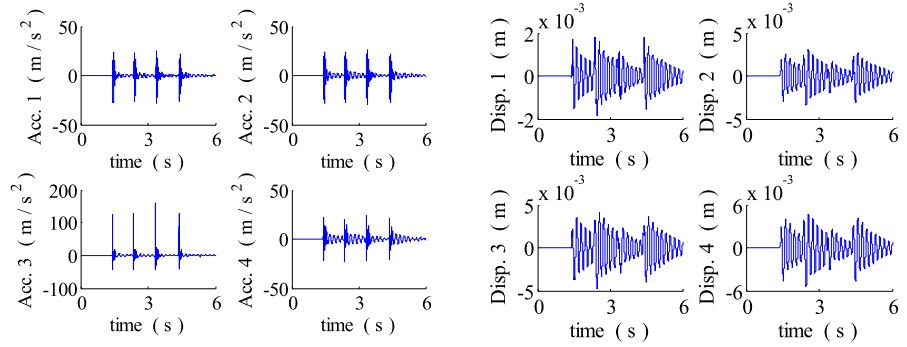 50
0
-50
0
3
6
Acc. 1 ( m / s²)
time ( s )
50
0
-50
0
3
6
Acc. 2 ( m / s²)
time ( s )
x 10⁻³
2
0
-2
0
3
6
Disp. 1 ( m )
time ( s )
x 10⁻³
5
0
-5
0
3
6
Disp. 2 ( m )
time ( s )
200
100
0
-100
0
3
6
Acc. 3 ( m / s²)
time ( s )
50
0
-50
0
3
6
Acc. 4 ( m / s²)
time ( s )
x 10⁻³
5
0
-5
0
3
6
Disp. 3 ( m )
time ( s )
x 10⁻³
6
0
-6
0
3
6
Disp. 4 ( m )
time ( s )